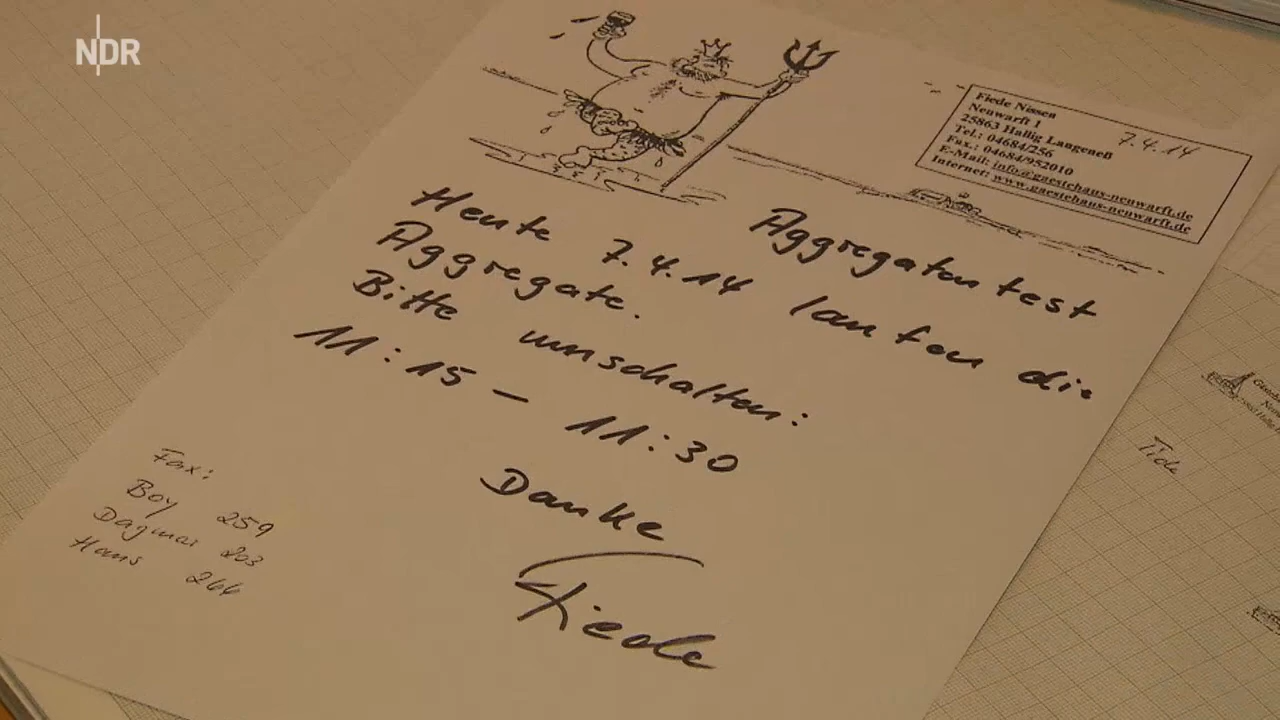 NDR
Fiede Nissen
Neuwarft 1
25863 Hallig Langeneß
Tel.: 04684/256
Fax.: 04684/952010
E-Mail: info@gaestehaus-neuwarft.de
Internet: www.gaestehaus-neuwarft.de
7.4.14
Aggregatentest
Heute 7.4.14 laufen die
Aggregate.
Bitte umschalten:
11:15 – 11:30
Danke
Fiede
Fax:
Boy 259
Dagmar 203
Hans 266